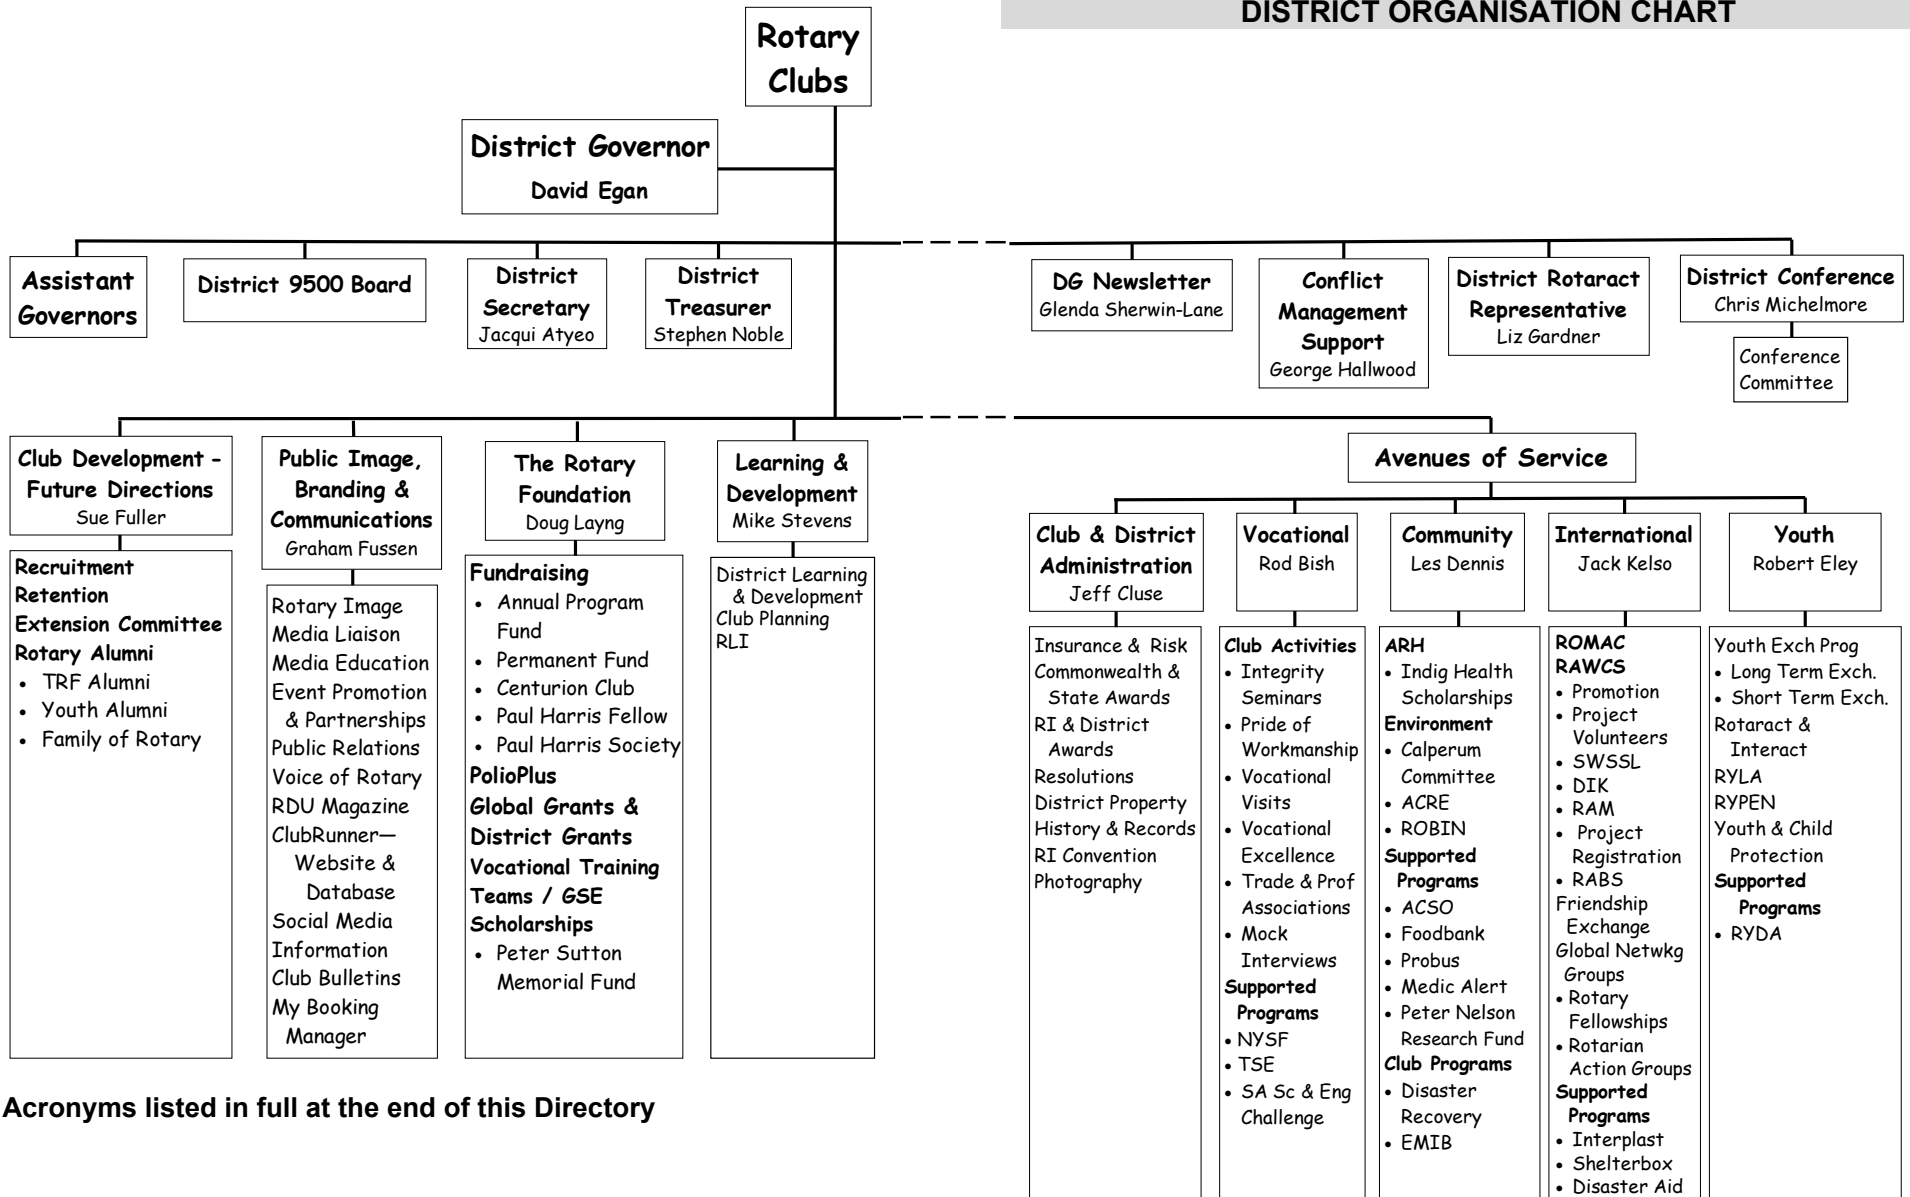 DISTRICT ORGANISATION CHART
Rotary
Clubs
District Governor
David Egan
Assistant
Governors
District 9500 Board
District
Secretary
Jacqui Atyeo
District
Treasurer
Stephen Noble
DG Newsletter
Glenda Sherwin-Lane
Conflict
Management
Support
George Hallwood
District Rotaract
Representative
Liz Gardner
District Conference
Chris Michelmore
Conference
Committee
Club Development -
Future Directions
Sue Fuller
Recruitment
Retention
Extension Committee
Rotary Alumni
• TRF Alumni
• Youth Alumni
• Family of Rotary
Public Image,
Branding &
Communications
Graham Fussen
Rotary Image
Media Liaison
Media Education
Event Promotion
& Partnerships
Public Relations
Voice of Rotary
RDU Magazine
ClubRunner—
Website &
Database
Social Media
Information
Club Bulletins
My Booking
Manager
The Rotary
Foundation
Doug Layng
Fundraising
• Annual Program
Fund
• Permanent Fund
• Centurion Club
• Paul Harris Fellow
• Paul Harris Society
PolioPlus
Global Grants &
District Grants
Vocational Training
Teams / GSE
Scholarships
• Peter Sutton
Memorial Fund
Learning &
Development
Mike Stevens
District Learning
& Development
Club Planning
RLI
Avenues of Service
Club & District
Administration
Jeff Cluse
Insurance & Risk
Commonwealth &
State Awards
RI & District
Awards
Resolutions
District Property
History & Records
RI Convention
Photography
Vocational
Rod Bish
Club Activities
• Integrity
Seminars
• Pride of
Workmanship
• Vocational
Visits
• Vocational
Excellence
• Trade & Prof
Associations
• Mock
Interviews
Supported
Programs
• NYSF
• TSE
• SA Sc & Eng
Challenge
Community
Les Dennis
ARH
• Indig Health
Scholarships
Environment
• Calperum
Committee
• ACRE
• ROBIN
Supported
Programs
• ACSO
• Foodbank
• Probus
• Medic Alert
• Peter Nelson
Research Fund
Club Programs
• Disaster
Recovery
• EMIB
International
Jack Kelso
ROMAC
RAWCS
• Promotion
• Project
Volunteers
• SWSSL
• DIK
• RAM
• Project
Registration
• RABS
Friendship
Exchange
Global Netwkg
Groups
• Rotary
Fellowships
• Rotarian
Action Groups
Supported
Programs
• Interplast
• Shelterbox
• Disaster Aid
Youth
Robert Eley
Youth Exch Prog
• Long Term Exch.
• Short Term Exch.
Rotaract &
Interact
RYLA
RYPEN
Youth & Child
Protection
Supported
Programs
• RYDA
Acronyms listed in full at the end of this Directory